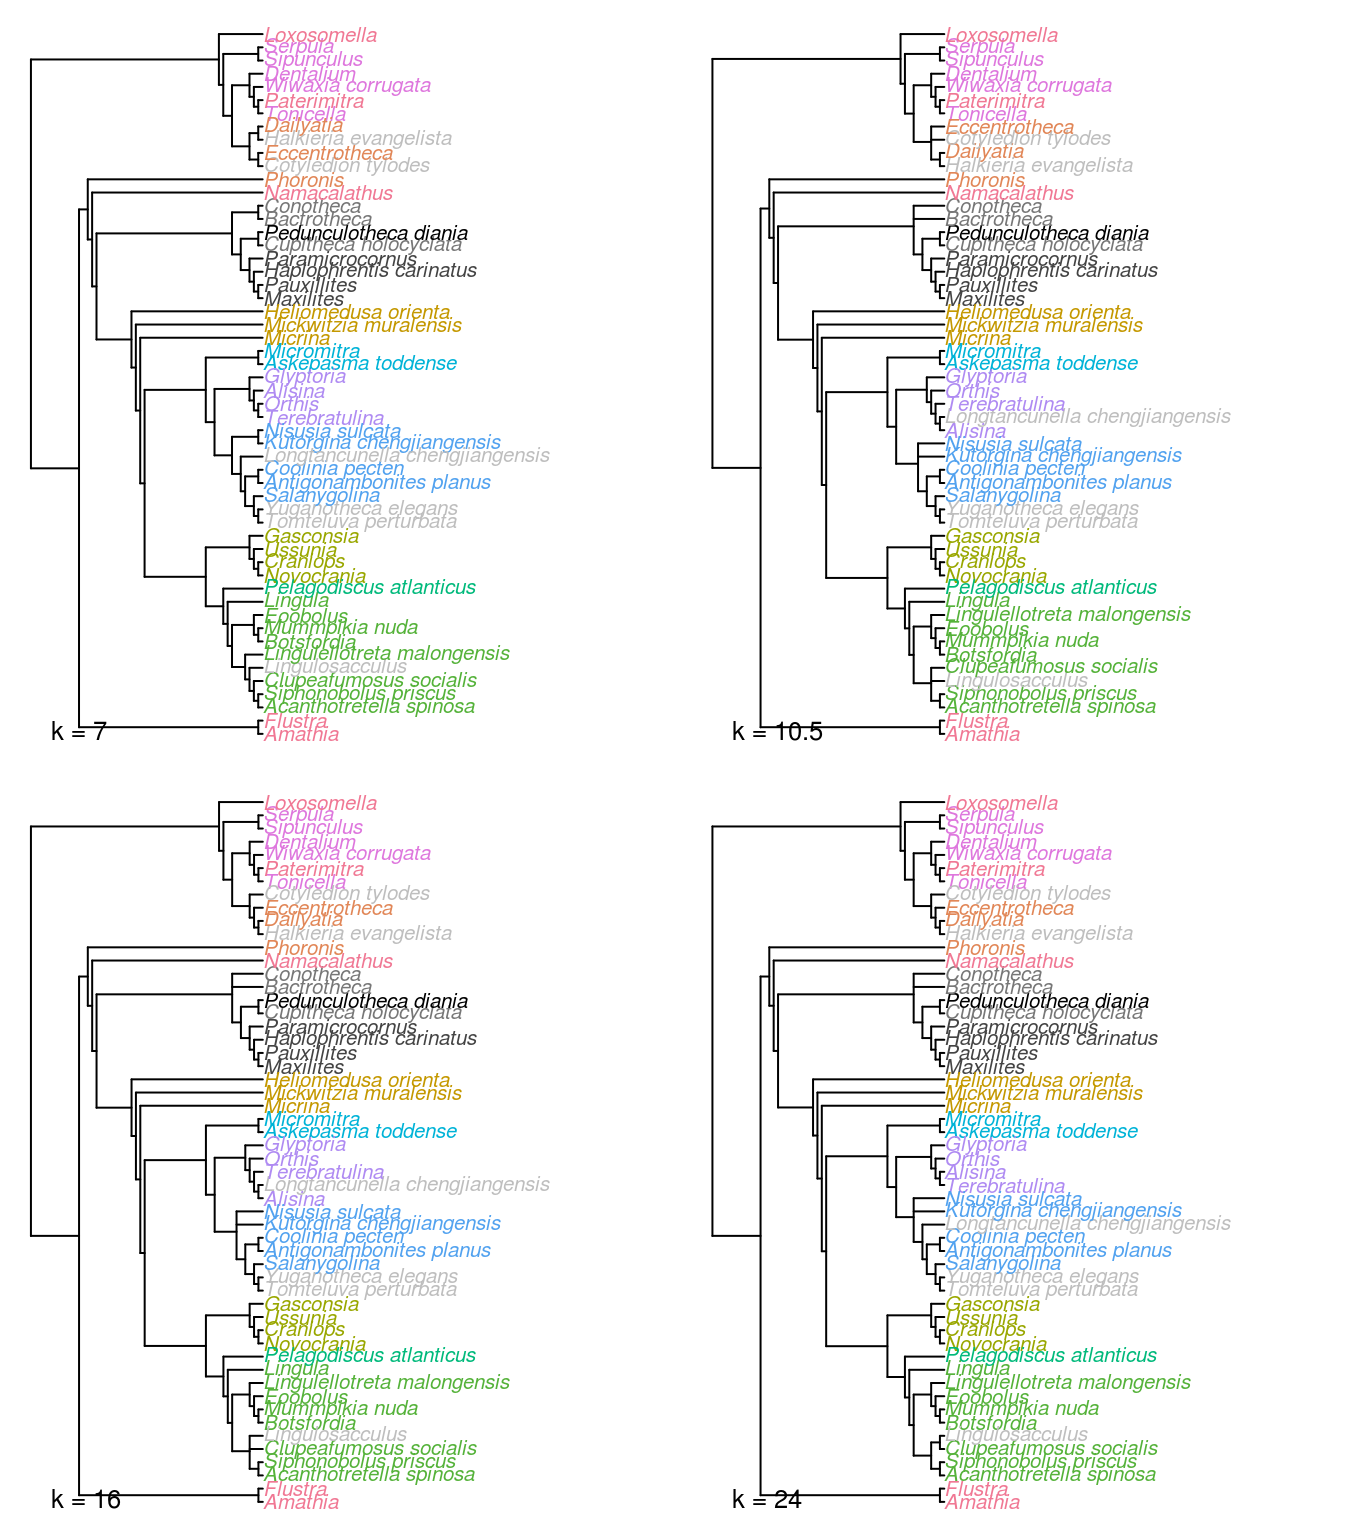 Loxosomella
Serpula
Sipunculus
Dentalium
Wiwaxia corrugata
Paterimitra
Tonicella
Dailyatia
Halkieria evangelista
Eccentrotheca
Cotyledion tylodes
Phoronis
Namacalathus
Conotheca
Bactrotheca
Pedunculotheca diania
Cupitheca holocyclata
Paramicrocornus
Haplophrentis carinatus
Pauxillites
Maxilites
Heliomedusa orienta.
Mickwitzia muralensis
Micrina
Micromitra
Askepasma toddense
Glyptoria
Alisina
Orthis
Terebratulina
Nisusia sulcata
Kutorgina chengjiangensis
Longtancunella chengjiangensis
Coolinia pecten
Antigonambonites planus
Salanygolina
Yuganotheca elegans
Tomteluva perturbata
Gasconsia
Ussunia
Craniops
Novocrania
Pelagodiscus atlanticus
Lingula
Eoobolus
Mummpikia nuda
Botsfordia
Lingulellotreta malongensis
Lingulosacculus
Clupeafumosus socialis
Siphonobolus priscus
Acanthotretella spinosa
Flustra
Amathia
k = 7
Loxosomella
Serpula
Sipunculus
Dentalium
Wiwaxia corrugata
Paterimitra
Tonicella
Eccentrotheca
Cotyledion tylodes
Dailyatia
Halkieria evangelista
Phoronis
Namacalathus
Conotheca
Bactrotheca
Pedunculotheca diania
Cupitheca holocyclata
Paramicrocornus
Haplophrentis carinatus
Pauxillites
Maxilites
Heliomedusa orienta.
Mickwitzia muralensis
Micrina
Micromitra
Askepasma toddense
Glyptoria
Orthis
Terebratulina
Longtancunella chengjiangensis
Alisina
Nisusia sulcata
Kutorgina chengjiangensis
Coolinia pecten
Antigonambonites planus
Salanygolina
Yuganotheca elegans
Tomteluva perturbata
Gasconsia
Ussunia
Craniops
Novocrania
Pelagodiscus atlanticus
Lingula
Lingulellotreta malongensis
Eoobolus
Mummpikia nuda
Botsfordia
Clupeafumosus socialis
Lingulosacculus
Siphonobolus priscus
Acanthotretella spinosa
Flustra
Amathia
k = 10.5
Loxosomella
Serpula
Sipunculus
Dentalium
Wiwaxia corrugata
Paterimitra
Tonicella
Cotyledion tylodes
Eccentrotheca
Dailyatia
Halkieria evangelista
Phoronis
Namacalathus
Conotheca
Bactrotheca
Pedunculotheca diania
Cupitheca holocyclata
Paramicrocornus
Haplophrentis carinatus
Pauxillites
Maxilites
Heliomedusa orienta.
Mickwitzia muralensis
Micrina
Micromitra
Askepasma toddense
Glyptoria
Orthis
Terebratulina
Longtancunella chengjiangensis
Alisina
Nisusia sulcata
Kutorgina chengjiangensis
Coolinia pecten
Antigonambonites planus
Salanygolina
Yuganotheca elegans
Tomteluva perturbata
Gasconsia
Ussunia
Craniops
Novocrania
Pelagodiscus atlanticus
Lingula
Lingulellotreta malongensis
Eoobolus
Mummpikia nuda
Botsfordia
Lingulosacculus
Clupeafumosus socialis
Siphonobolus priscus
Acanthotretella spinosa
Flustra
Amathia
k = 16
Loxosomella
Serpula
Sipunculus
Dentalium
Wiwaxia corrugata
Paterimitra
Tonicella
Cotyledion tylodes
Eccentrotheca
Dailyatia
Halkieria evangelista
Phoronis
Namacalathus
Conotheca
Bactrotheca
Pedunculotheca diania
Cupitheca holocyclata
Paramicrocornus
Haplophrentis carinatus
Pauxillites
Maxilites
Heliomedusa orienta.
Mickwitzia muralensis
Micrina
Micromitra
Askepasma toddense
Glyptoria
Orthis
Alisina
Terebratulina
Nisusia sulcata
Kutorgina chengjiangensis
Longtancunella chengjiangensis
Coolinia pecten
Antigonambonites planus
Salanygolina
Yuganotheca elegans
Tomteluva perturbata
Gasconsia
Ussunia
Craniops
Novocrania
Pelagodiscus atlanticus
Lingula
Lingulellotreta malongensis
Eoobolus
Mummpikia nuda
Botsfordia
Lingulosacculus
Clupeafumosus socialis
Siphonobolus priscus
Acanthotretella spinosa
Flustra
Amathia
k = 24